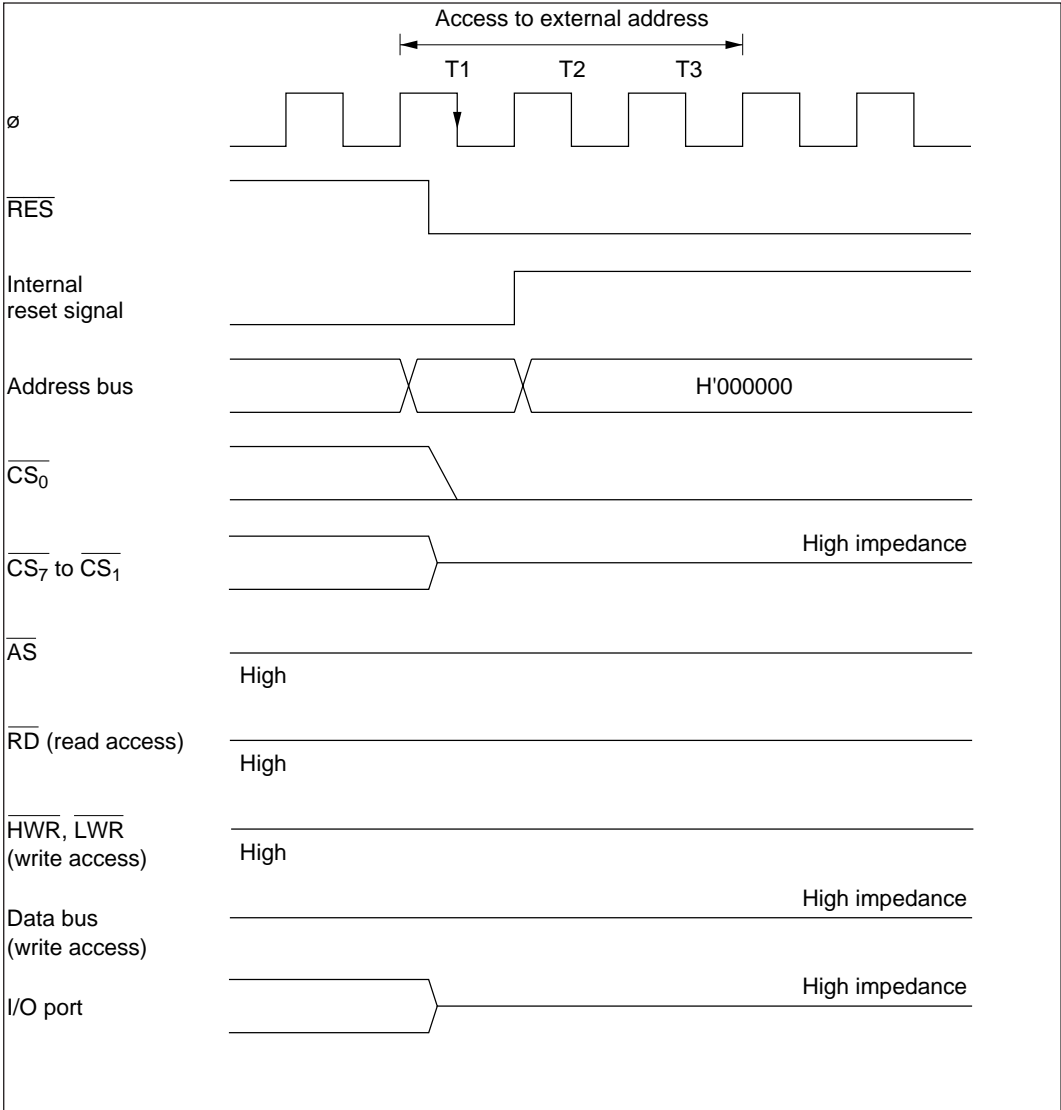 Access to external address
T1 T2 T3
ø
RES
Internal
reset signal
Address bus
H'000000
CS0
CS7 to CS1
High impedance
AS
High
RD (read access)
High
HWR, LWR
(write access)
High
Data bus
(write access)
High impedance
I/O port
High impedance